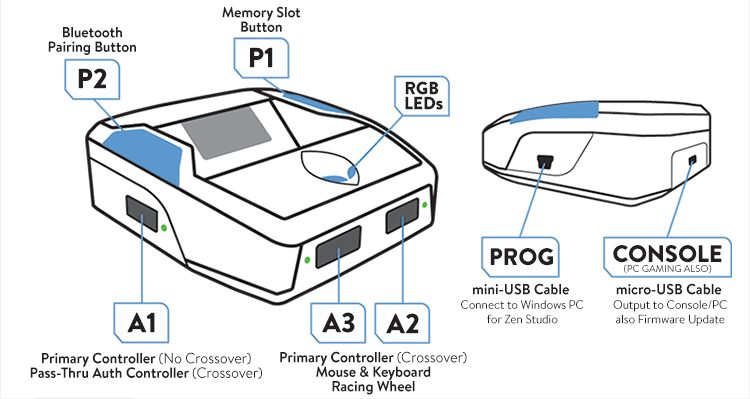 Memory Slot
Button
P1
Bluetooth
Pairing Button
P2
RGB
LEDs
A1
Primary Controller (No Crossover)
Pass-Thru Auth Controller (Crossover)
A3
A2
Primary Controller (Crossover)
Mouse & Keyboard
Racing Wheel
PROG
mini-USB Cable
Connect to Windows PC
for Zen Studio
CONSOLE
(PC GAMING ALSO)
micro-USB Cable
Output to Console/PC
also Firmware Update